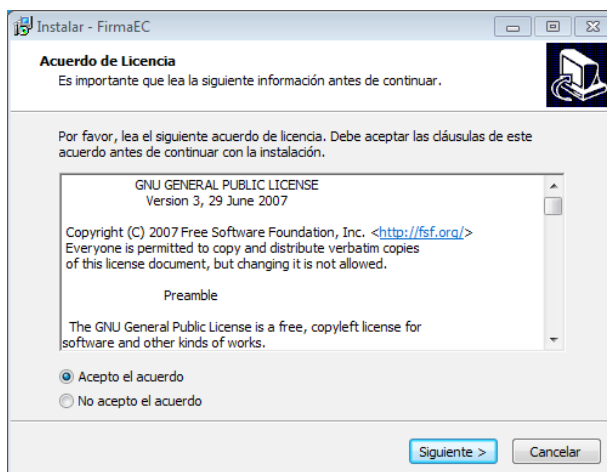 Instalar - FirmaEC
Acuerdo de Licencia
Es importante que lea la siguiente información antes de continuar.
Por favor, lea el siguiente acuerdo de licencia. Debe aceptar las cláusulas de este
acuerdo antes de continuar con la instalación.
GNU GENERAL PUBLIC LICENSE
Version 3, 29 June 2007
Copyright (C) 2007 Free Software Foundation, Inc. <http://fsf.org/>
Everyone is permitted to copy and distribute verbatim copies
of this license document, but changing it is not allowed.
Preamble
The GNU General Public License is a free, copyleft license for
software and other kinds of works.
Acepto el acuerdo
No acepto el acuerdo
Siguiente > Cancelar